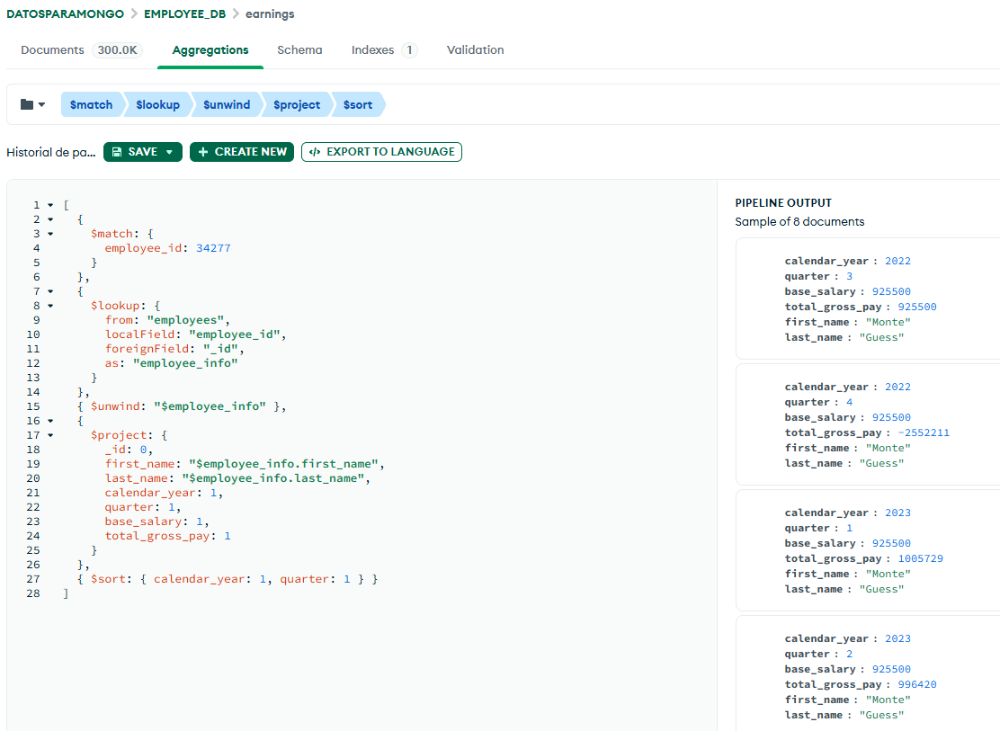 DATOSPARAMONGO > EMPLOYEE_DB > earnings
Documents 300.0K Aggregations Schema Indexes 1 Validation
$match $lookup $unwind $project $sort
Historial de pa... SAVE + CREATE NEW </> EXPORT TO LANGUAGE
1 [
2 {
3 $match: {
4 employee_id: 34277
5 }
6 },
7 {
8 $lookup: {
9 from: "employees",
10 localField: "employee_id",
11 foreignField: "_id",
12 as: "employee_info"
13 }
14 },
15 { $unwind: "$employee_info" },
16 {
17 $project: {
18 _id: 0,
19 first_name: "$employee_info.first_name",
20 last_name: "$employee_info.last_name",
21 calendar_year: 1,
22 quarter: 1,
23 base_salary: 1,
24 total_gross_pay: 1
25 }
26 },
27 { $sort: { calendar_year: 1, quarter: 1 } }
28 ]
PIPELINE OUTPUT
Sample of 8 documents
calendar_year : 2022
quarter : 3
base_salary : 925500
total_gross_pay : 925500
first_name : "Monte"
last_name : "Guess"
calendar_year : 2022
quarter : 4
base_salary : 925500
total_gross_pay : -2552211
first_name : "Monte"
last_name : "Guess"
calendar_year : 2023
quarter : 1
base_salary : 925500
total_gross_pay : 1005729
first_name : "Monte"
last_name : "Guess"
calendar_year : 2023
quarter : 2
base_salary : 925500
total_gross_pay : 996420
first_name : "Monte"
last_name : "Guess"